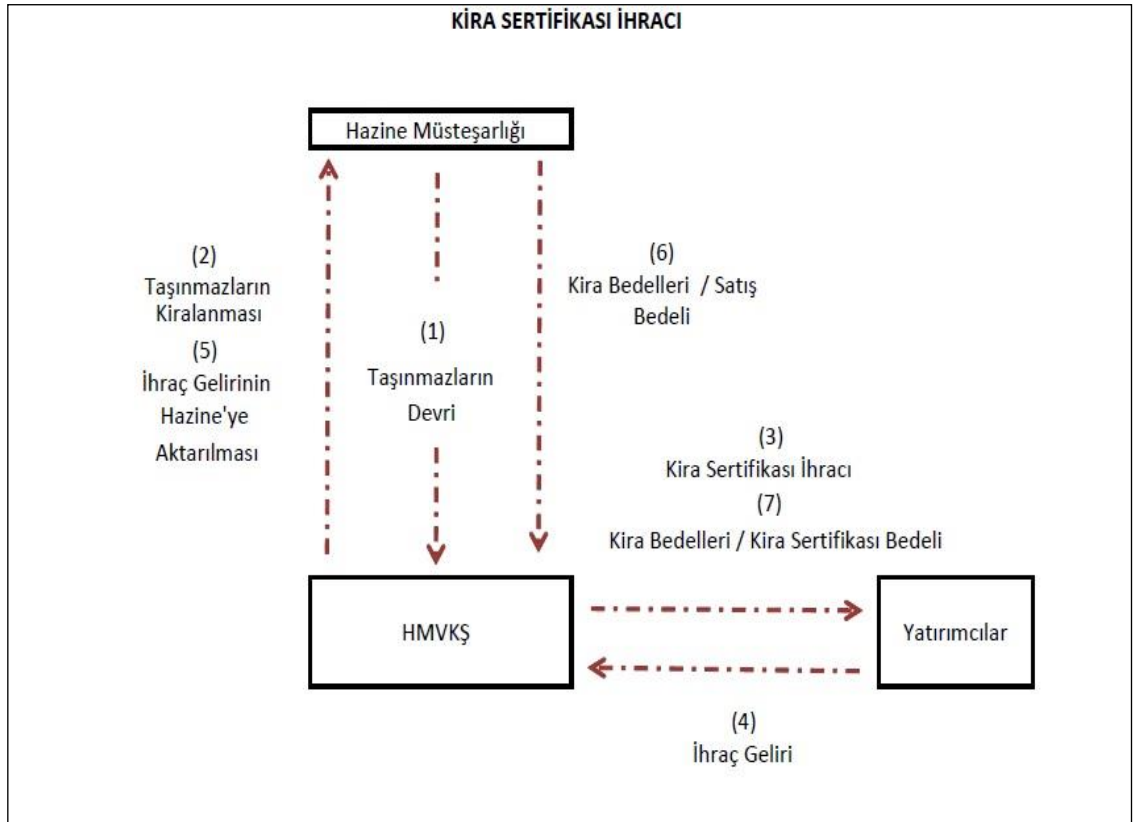 KİRA SERTİFİKASI İHRACI
Hazine Müsteşarlığı
(2)
Taşınmazların
Kiralanması
(5)
İhraç Gelirinin
Hazine'ye
Aktarılması
(1)
Taşınmazların
Devri
(6)
Kira Bedelleri / Satış
Bedeli
(3)
Kira Sertifikası İhracı
(7)
Kira Bedelleri / Kira Sertifikası Bedeli
HMVKŞ
Yatırımcılar
(4)
İhraç Geliri